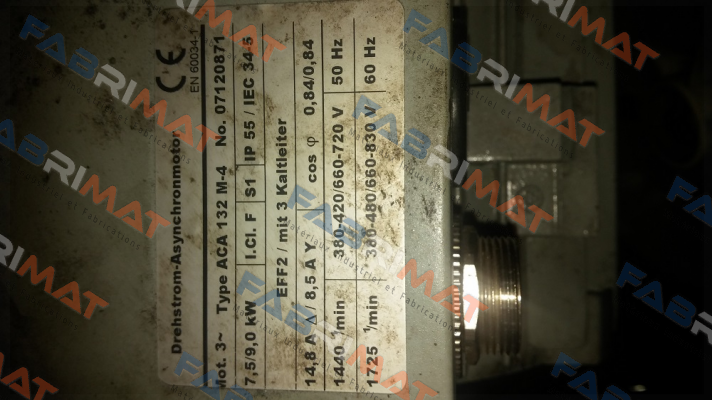 Drehstrom-Asynchronmotor
CE
EN 60034-1
Mot. 3~ Type ACA 132 M-4 No. 07120871
7,5/9,0 kW I.Cl. F S1 IP 55 / IEC 34-5
EFF2 / mit 3 Kaltleiter
14,8 A Δ / 8,5 A Y cos φ 0,84/0,84
1440 ¹/min 380-420/660-720 V 50 Hz
1725 ¹/min 380-480/660-830 V 60 Hz
FABRIMAT